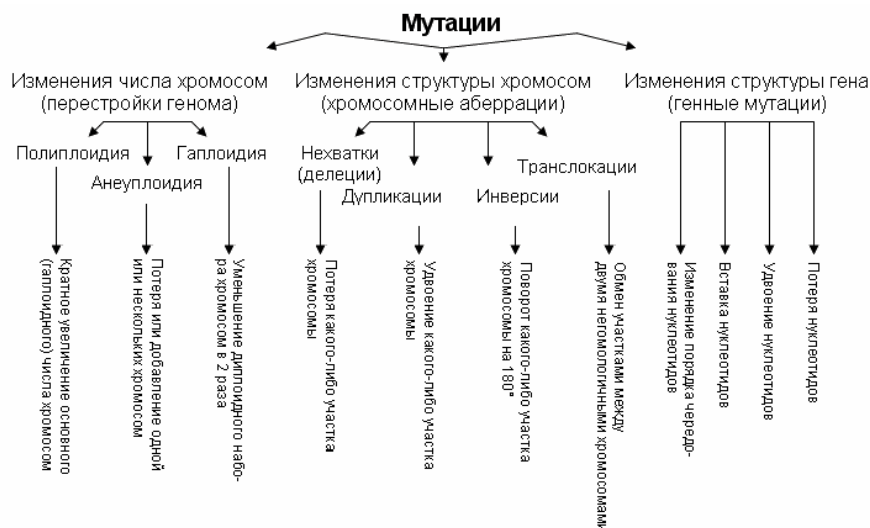 Мутации
Изменения числа хромосом
(перестройки генома)
Изменения структуры хромосом
(хромосомные аберрации)
Изменения структуры гена
(генные мутации)
Полиплоидия
Анеуплоидия
Гаплоидия
Нехватки
(делеции)
Дупликации
Инверсии
Транслокации
Кратное увеличение основного
(гаплоидного) числа хромосом
Потеря или добавление одной
или нескольких хромосом
Уменьшение диплоидного набо-
ра хромосом в 2 раза
Потеря какого-либо участка
хромосомы
Удвоение какого-либо участка
хромосомы
Поворот какого-либо участка
хромосомы на 180°
Обмен участками между
двумя негомологичными хромосомами
Изменение порядка чередо-
вания нуклеотидов
Вставка нуклеотидов
Удвоение нуклеотидов
Потеря нуклеотидов